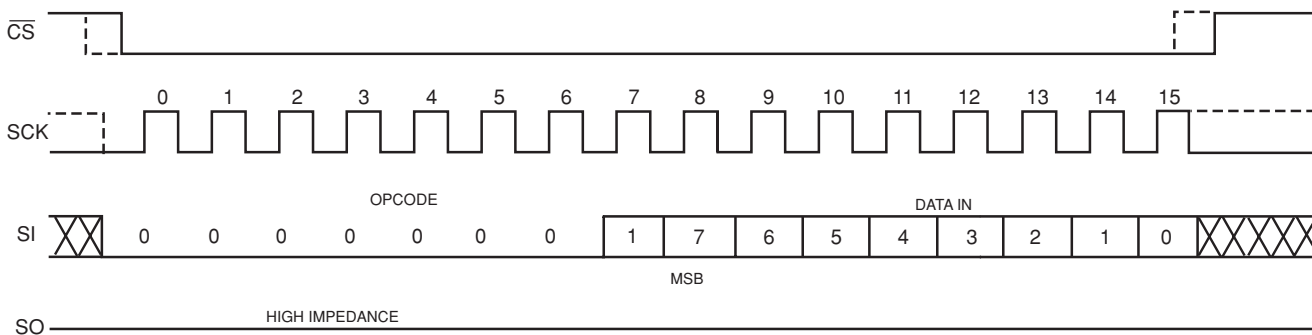 CS
0 1 2 3 4 5 6 7 8 9 10 11 12 13 14 15
SCK
OPCODE
DATA IN
SI 0 0 0 0 0 0 0 1 7 6 5 4 3 2 1 0
MSB
HIGH IMPEDANCE
SO